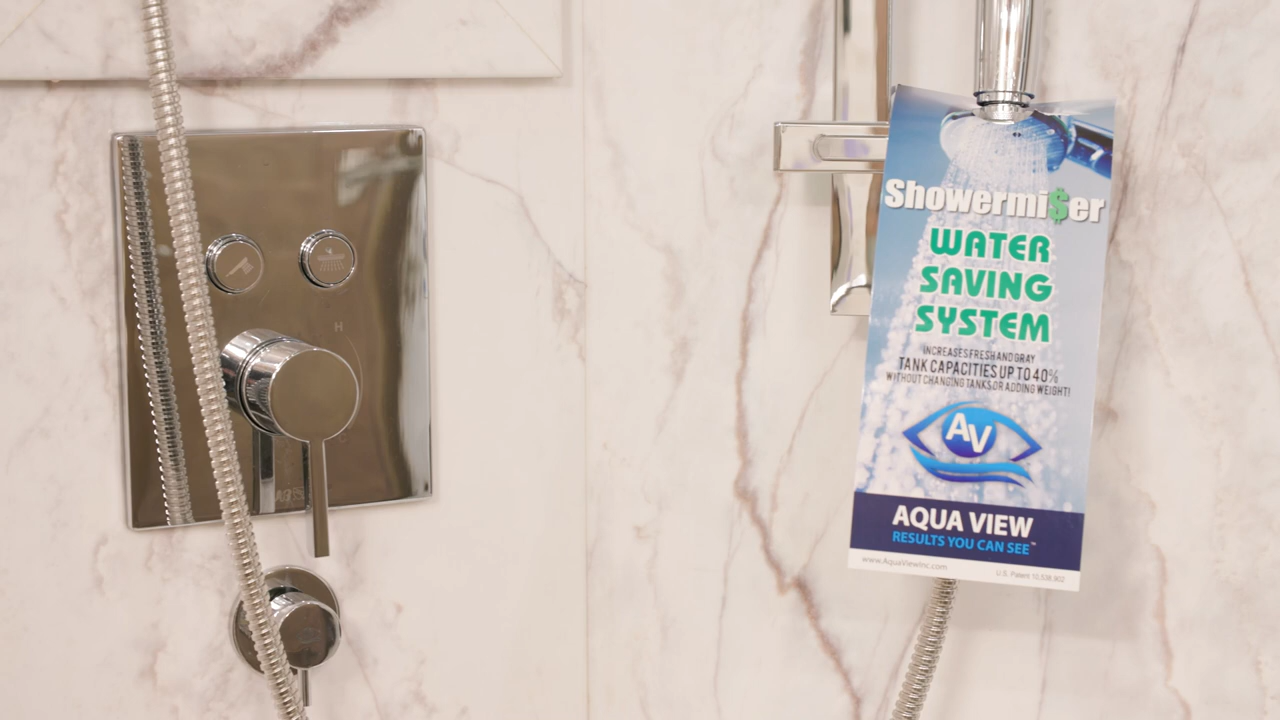 H
C
Showermi$er
WATER
SAVING
SYSTEM
INCREASES FRESH AND GRAY
TANK CAPACITIES UP TO 40%
WITHOUT CHANGING TANKS OR ADDING WEIGHT!
AV
AQUA VIEW
RESULTS YOU CAN SEE™
www.AquaViewInc.com
U.S. Patent 10,538,902